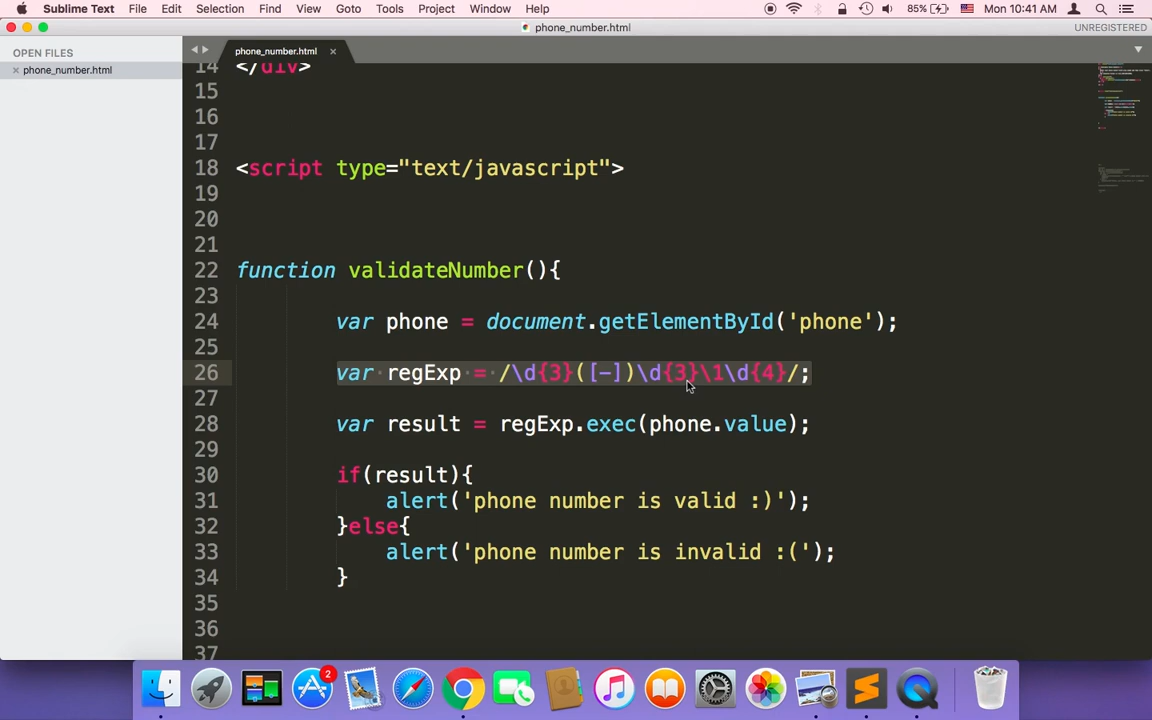 Sublime Text File Edit Selection Find View Goto Tools Project Window Help 85% Mon 10:41 AM
phone_number.html UNREGISTERED
OPEN FILES
phone_number.html
phone_number.html
14 </div>
15
16
17
18 <script type="text/javascript">
19
20
21
22 function validateNumber(){
23
24 var phone = document.getElementById('phone');
25
26 var regExp = /\d{3}([-])\d{3}\1\d{4}/;
27
28 var result = regExp.exec(phone.value);
29
30 if(result){
31 alert('phone number is valid :)');
32 }else{
33 alert('phone number is invalid :(');
34 }
35
36
37
2